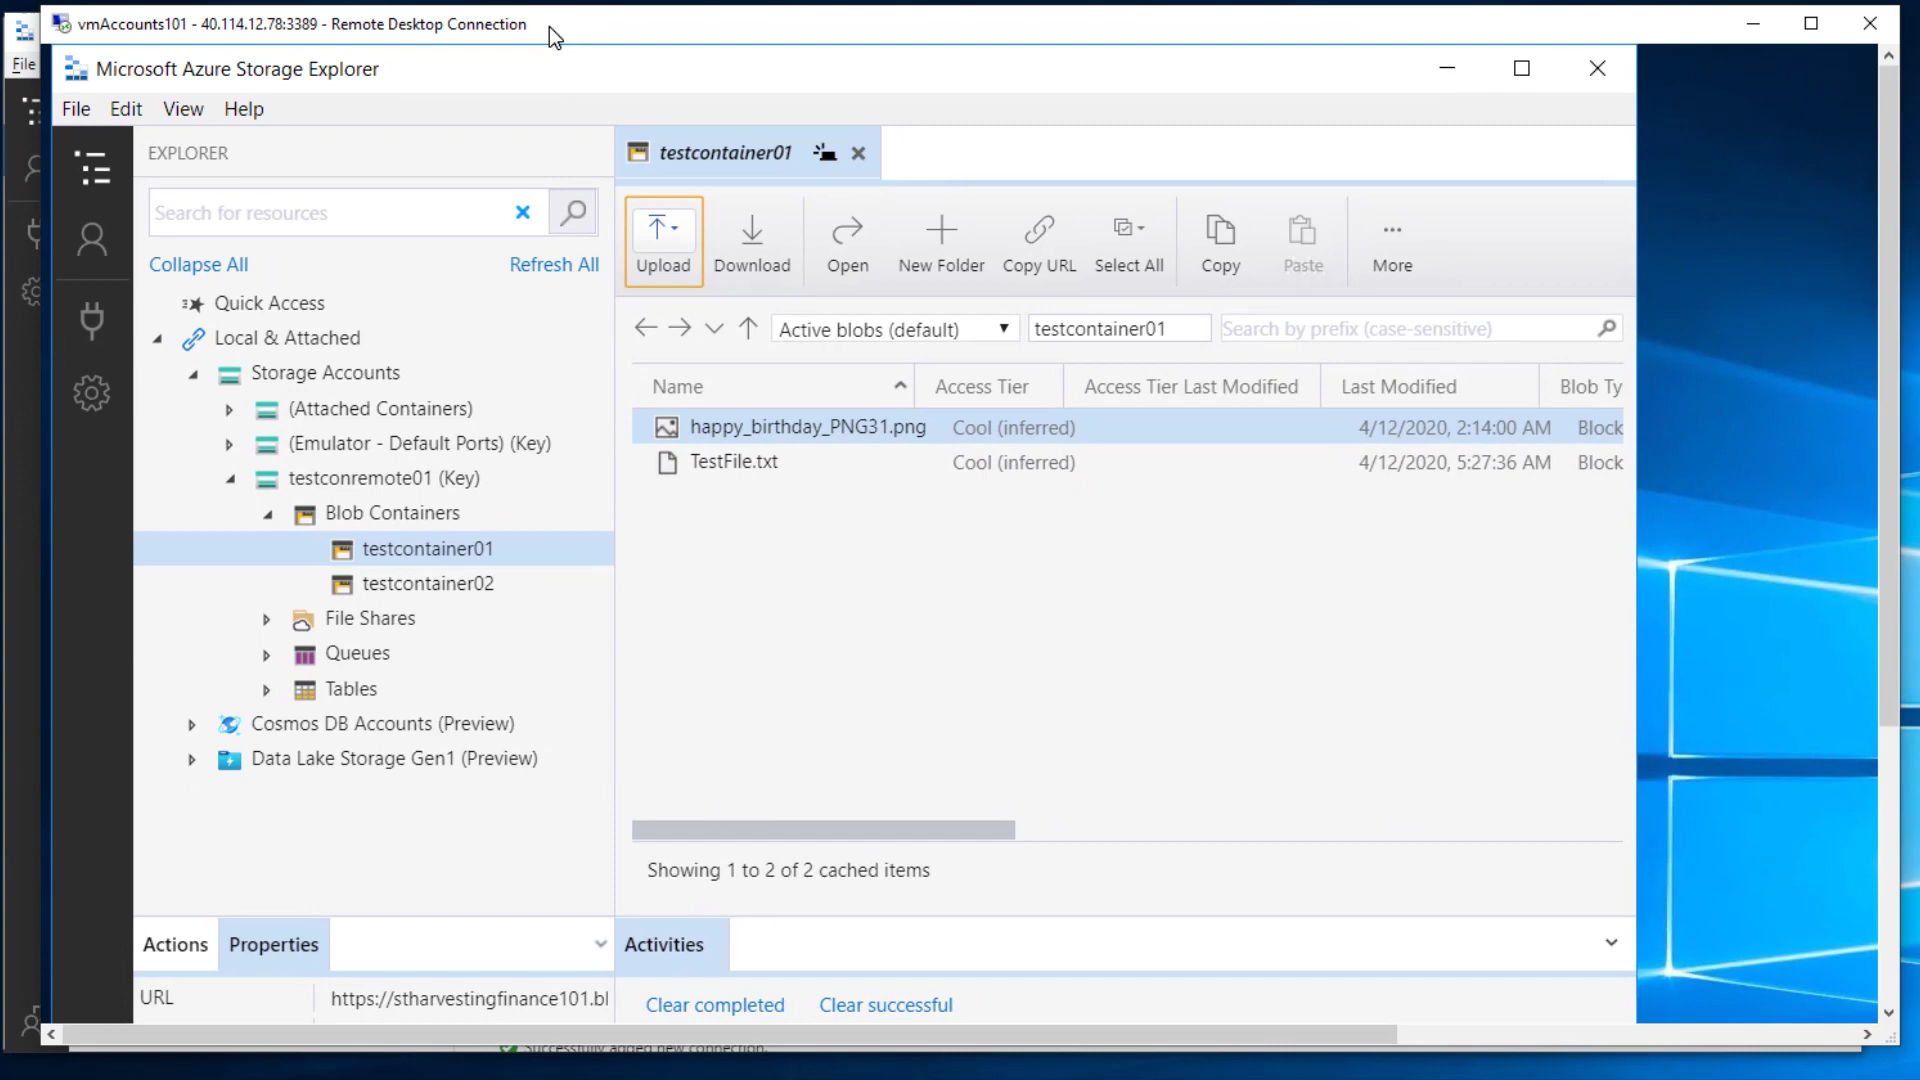 vmAccounts101 - 40.114.12.78:3389 - Remote Desktop Connection
File
Microsoft Azure Storage Explorer
File Edit View Help
EXPLORER
testcontainer01
Search for resources
Collapse All Refresh All
Upload Download Open New Folder Copy URL Select All Copy Paste More
Quick Access
Local & Attached
Storage Accounts
(Attached Containers)
(Emulator - Default Ports) (Key)
testconremote01 (Key)
Blob Containers
testcontainer01
testcontainer02
File Shares
Queues
Tables
Cosmos DB Accounts (Preview)
Data Lake Storage Gen1 (Preview)
Active blobs (default) testcontainer01 Search by prefix (case-sensitive)
Name Access Tier Access Tier Last Modified Last Modified Blob Ty
happy_birthday_PNG31.png Cool (inferred) 4/12/2020, 2:14:00 AM Block
TestFile.txt Cool (inferred) 4/12/2020, 5:27:36 AM Block
Showing 1 to 2 of 2 cached items
Actions Properties
URL https://stharvestingfinance101.bl
Activities
Clear completed Clear successful
Successfully added new connection.